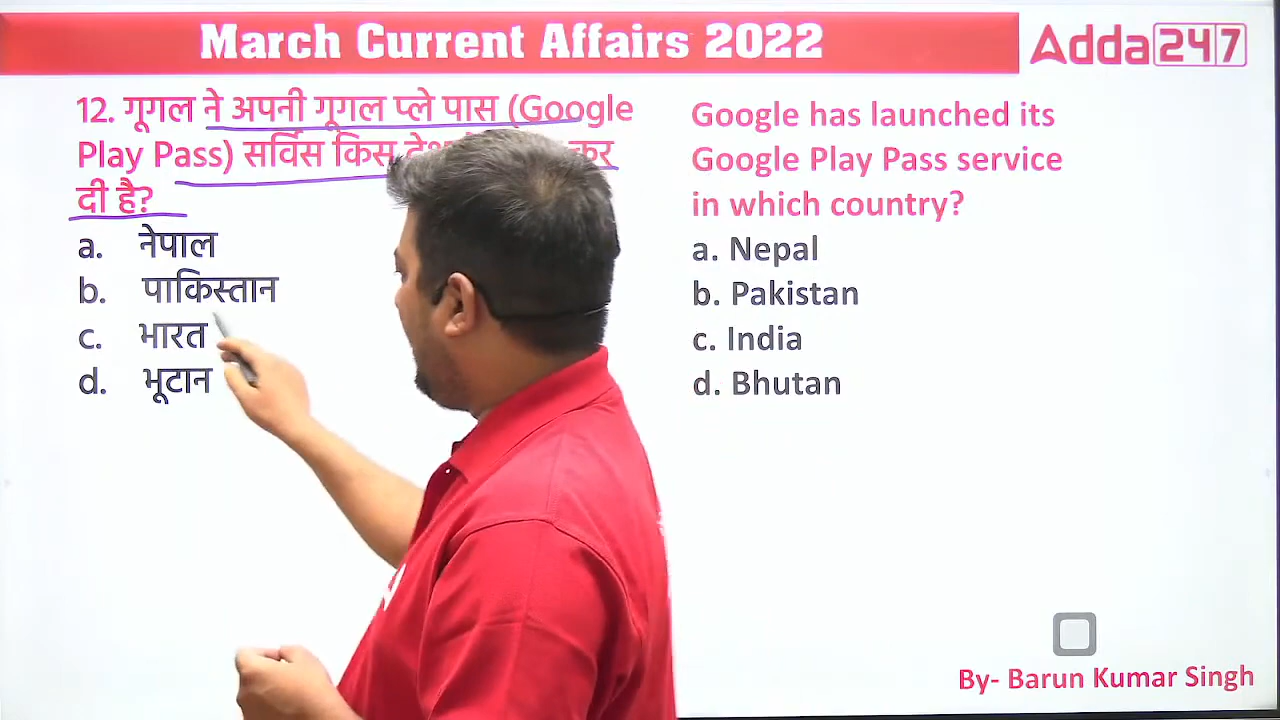 March Current Affairs 2022
Adda247
12. गूगल ने अपनी गूगल प्ले पास (Google
Play Pass) सर्विस किस कर
दी है?
a. नेपाल
b. पाकिस्तान
c. भारत
d. भूटान
Google has launched its
Google Play Pass service
in which country?
a. Nepal
b. Pakistan
c. India
d. Bhutan
By- Barun Kumar Singh